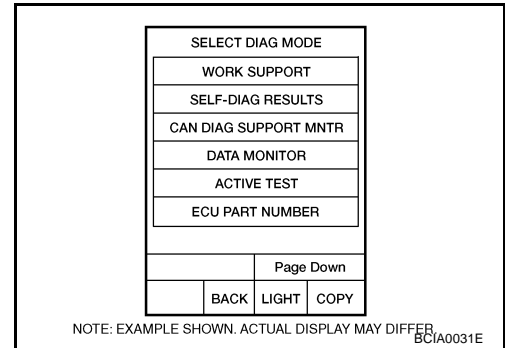 SELECT DIAG MODE
WORK SUPPORT
SELF-DIAG RESULTS
CAN DIAG SUPPORT MNTR
DATA MONITOR
ACTIVE TEST
ECU PART NUMBER
Page Down
BACK LIGHT COPY
NOTE: EXAMPLE SHOWN. ACTUAL DISPLAY MAY DIFFER.
BCIA0031E